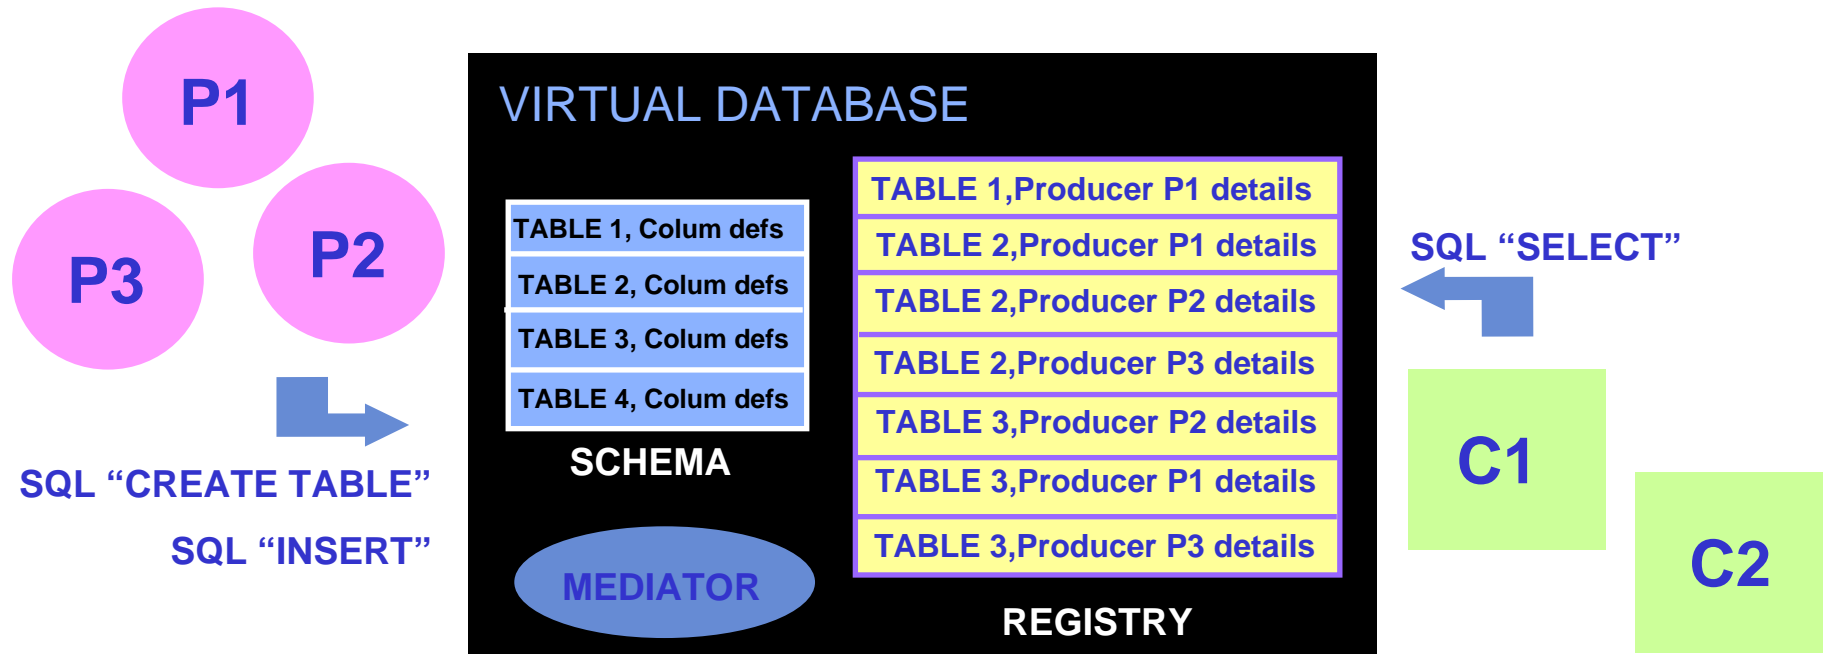 P1
P2
P3
SQL “CREATE TABLE”
SQL “INSERT”
VIRTUAL DATABASE
TABLE 1, Colum defs
TABLE 2, Colum defs
TABLE 3, Colum defs
TABLE 4, Colum defs
SCHEMA
MEDIATOR
TABLE 1,Producer P1 details
TABLE 2,Producer P1 details
TABLE 2,Producer P2 details
TABLE 2,Producer P3 details
TABLE 3,Producer P2 details
TABLE 3,Producer P1 details
TABLE 3,Producer P3 details
REGISTRY
SQL “SELECT”
C1
C2